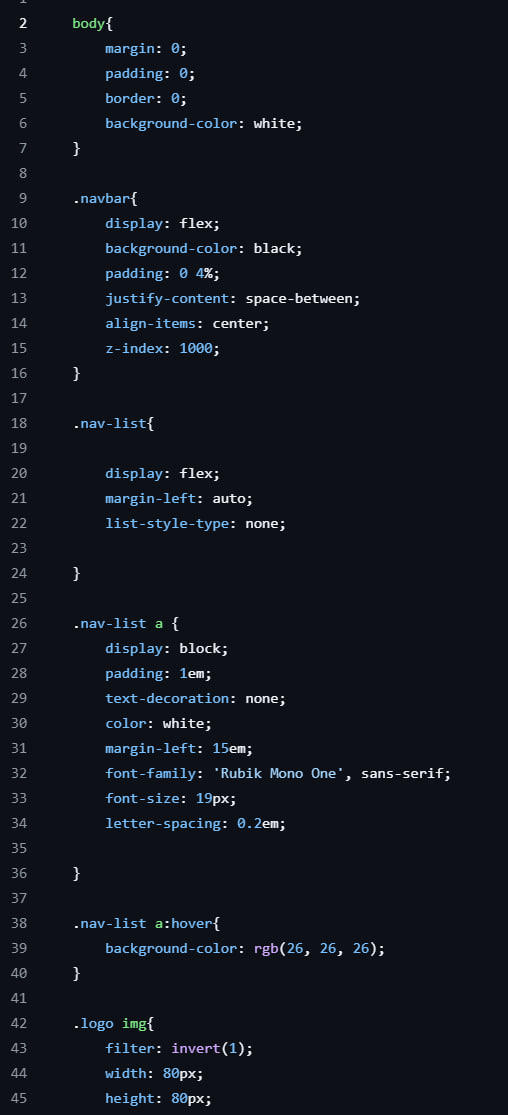 2 body{
3 margin: 0;
4 padding: 0;
5 border: 0;
6 background-color: white;
7 }
8
9 .navbar{
10 display: flex;
11 background-color: black;
12 padding: 0 4%;
13 justify-content: space-between;
14 align-items: center;
15 z-index: 1000;
16 }
17
18 .nav-list{
19
20 display: flex;
21 margin-left: auto;
22 list-style-type: none;
23
24 }
25
26 .nav-list a {
27 display: block;
28 padding: 1em;
29 text-decoration: none;
30 color: white;
31 margin-left: 15em;
32 font-family: 'Rubik Mono One', sans-serif;
33 font-size: 19px;
34 letter-spacing: 0.2em;
35
36 }
37
38 .nav-list a:hover{
39 background-color: rgb(26, 26, 26);
40 }
41
42 .logo img{
43 filter: invert(1);
44 width: 80px;
45 height: 80px;